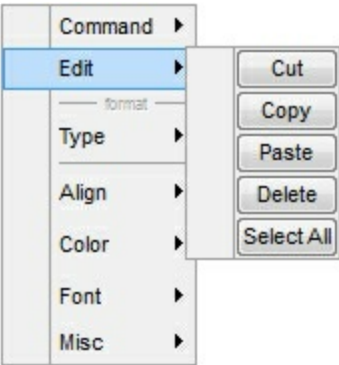 Command
Edit
format
Type
Align
Color
Font
Misc
Cut
Copy
Paste
Delete
Select All